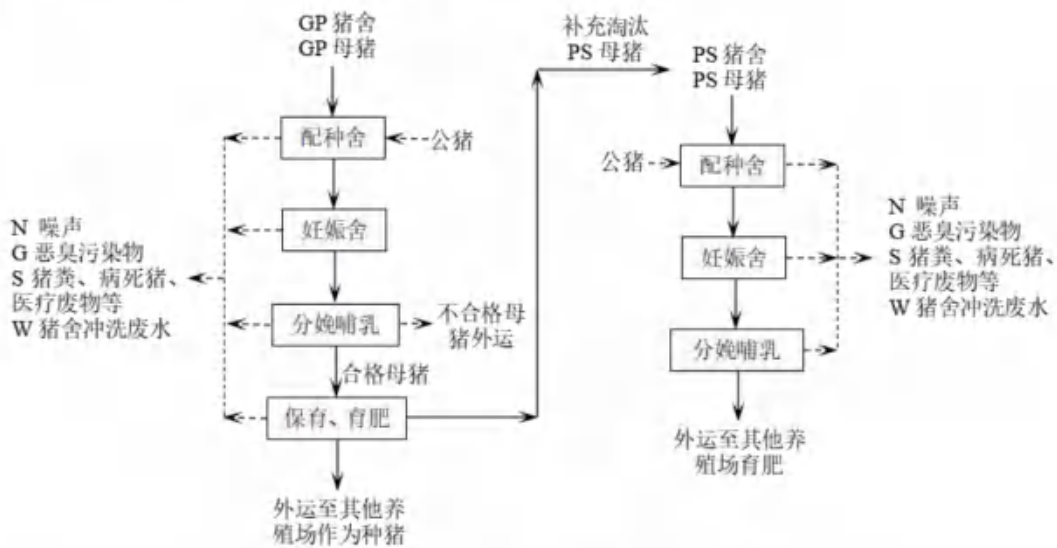 GP 猪舍
GP 母猪
配种舍
公猪
妊娠舍
N 噪声
G 恶臭污染物
S 猪粪、病死猪、
医疗废物等
W 猪舍冲洗废水
分娩哺乳
不合格母
猪外运
合格母猪
保育、育肥
外运至其他养
殖场作为种猪
补充淘汰
PS 母猪
PS 猪舍
PS 母猪
公猪
配种舍
妊娠舍
N 噪声
G 恶臭污染物
S 猪粪、病死猪、
医疗废物等
W 猪舍冲洗废水
分娩哺乳
外运至其他养
殖场育肥